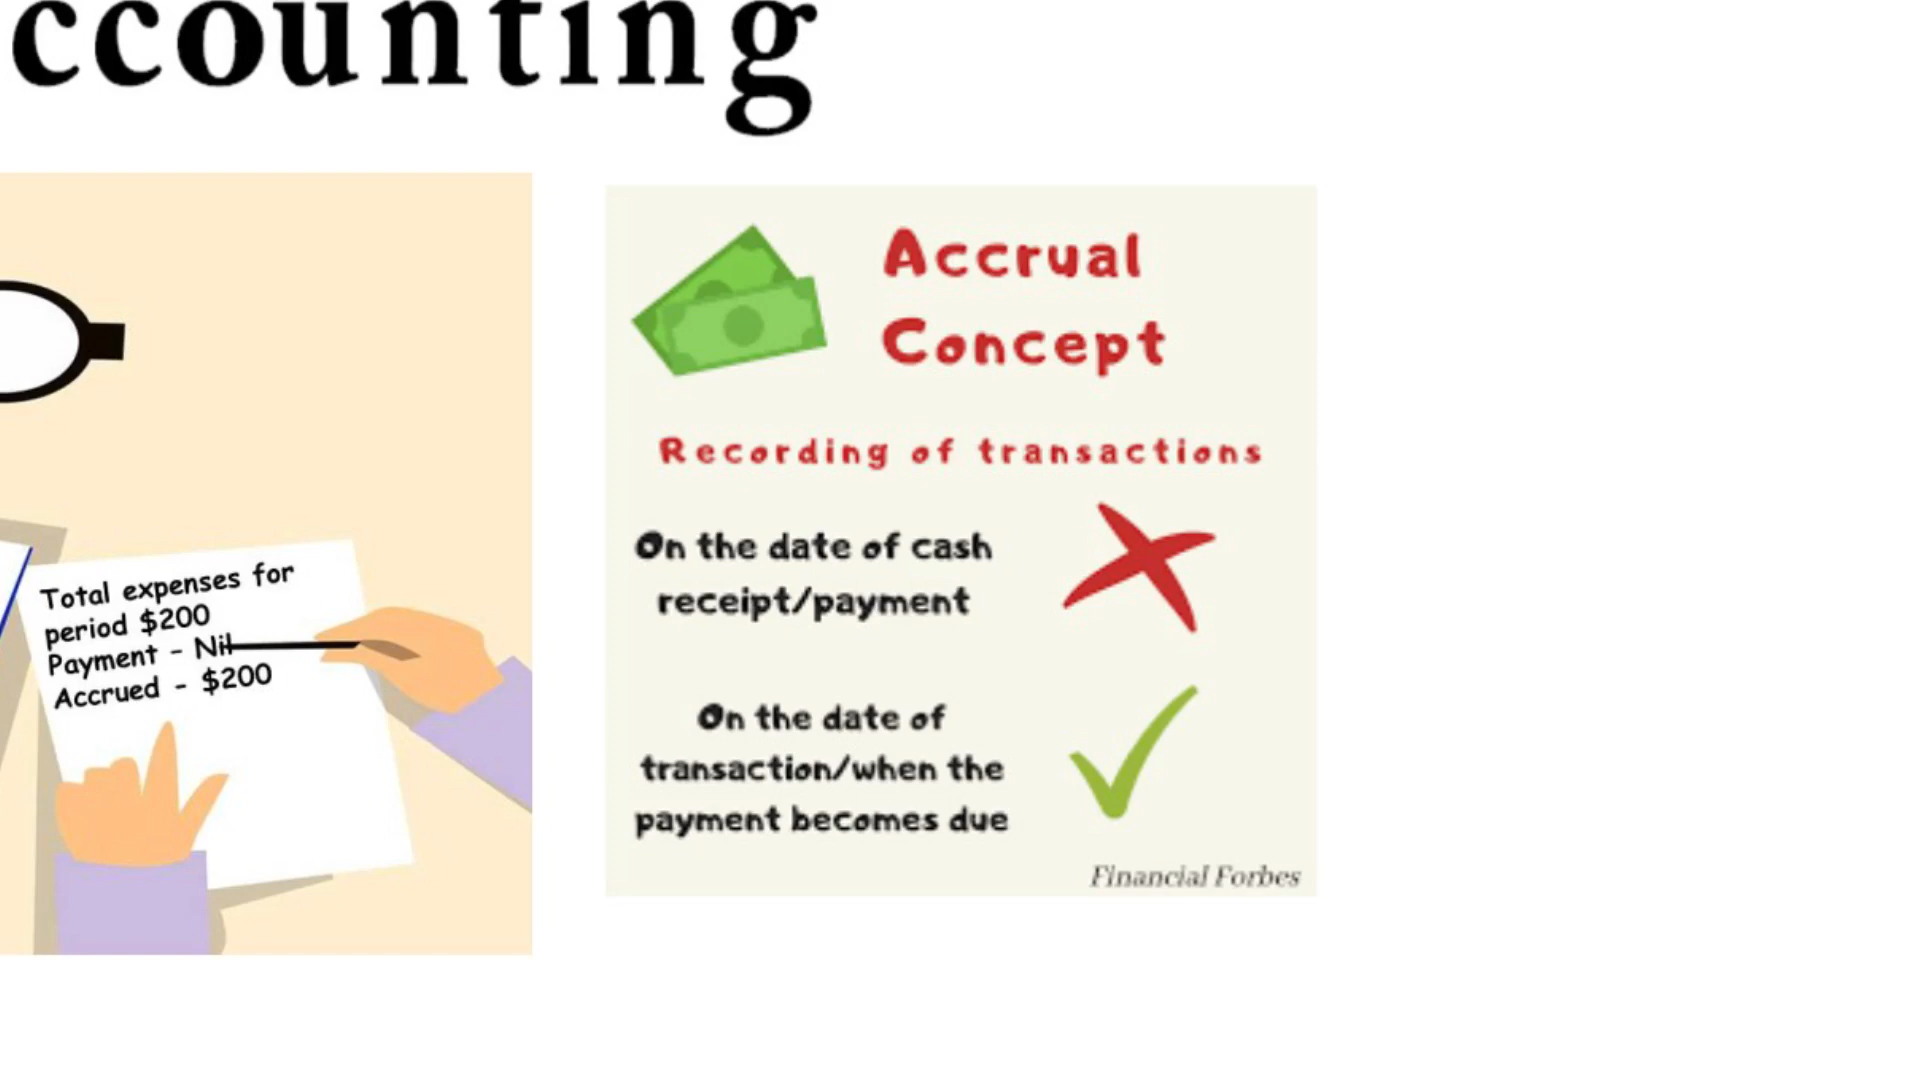 ccounting
Total expenses for
period $200
Payment - Nil
Accrued - $200
Accrual
Concept
Recording of transactions
On the date of cash
receipt/payment
On the date of
transaction/when the
payment becomes due
Financial Forbes